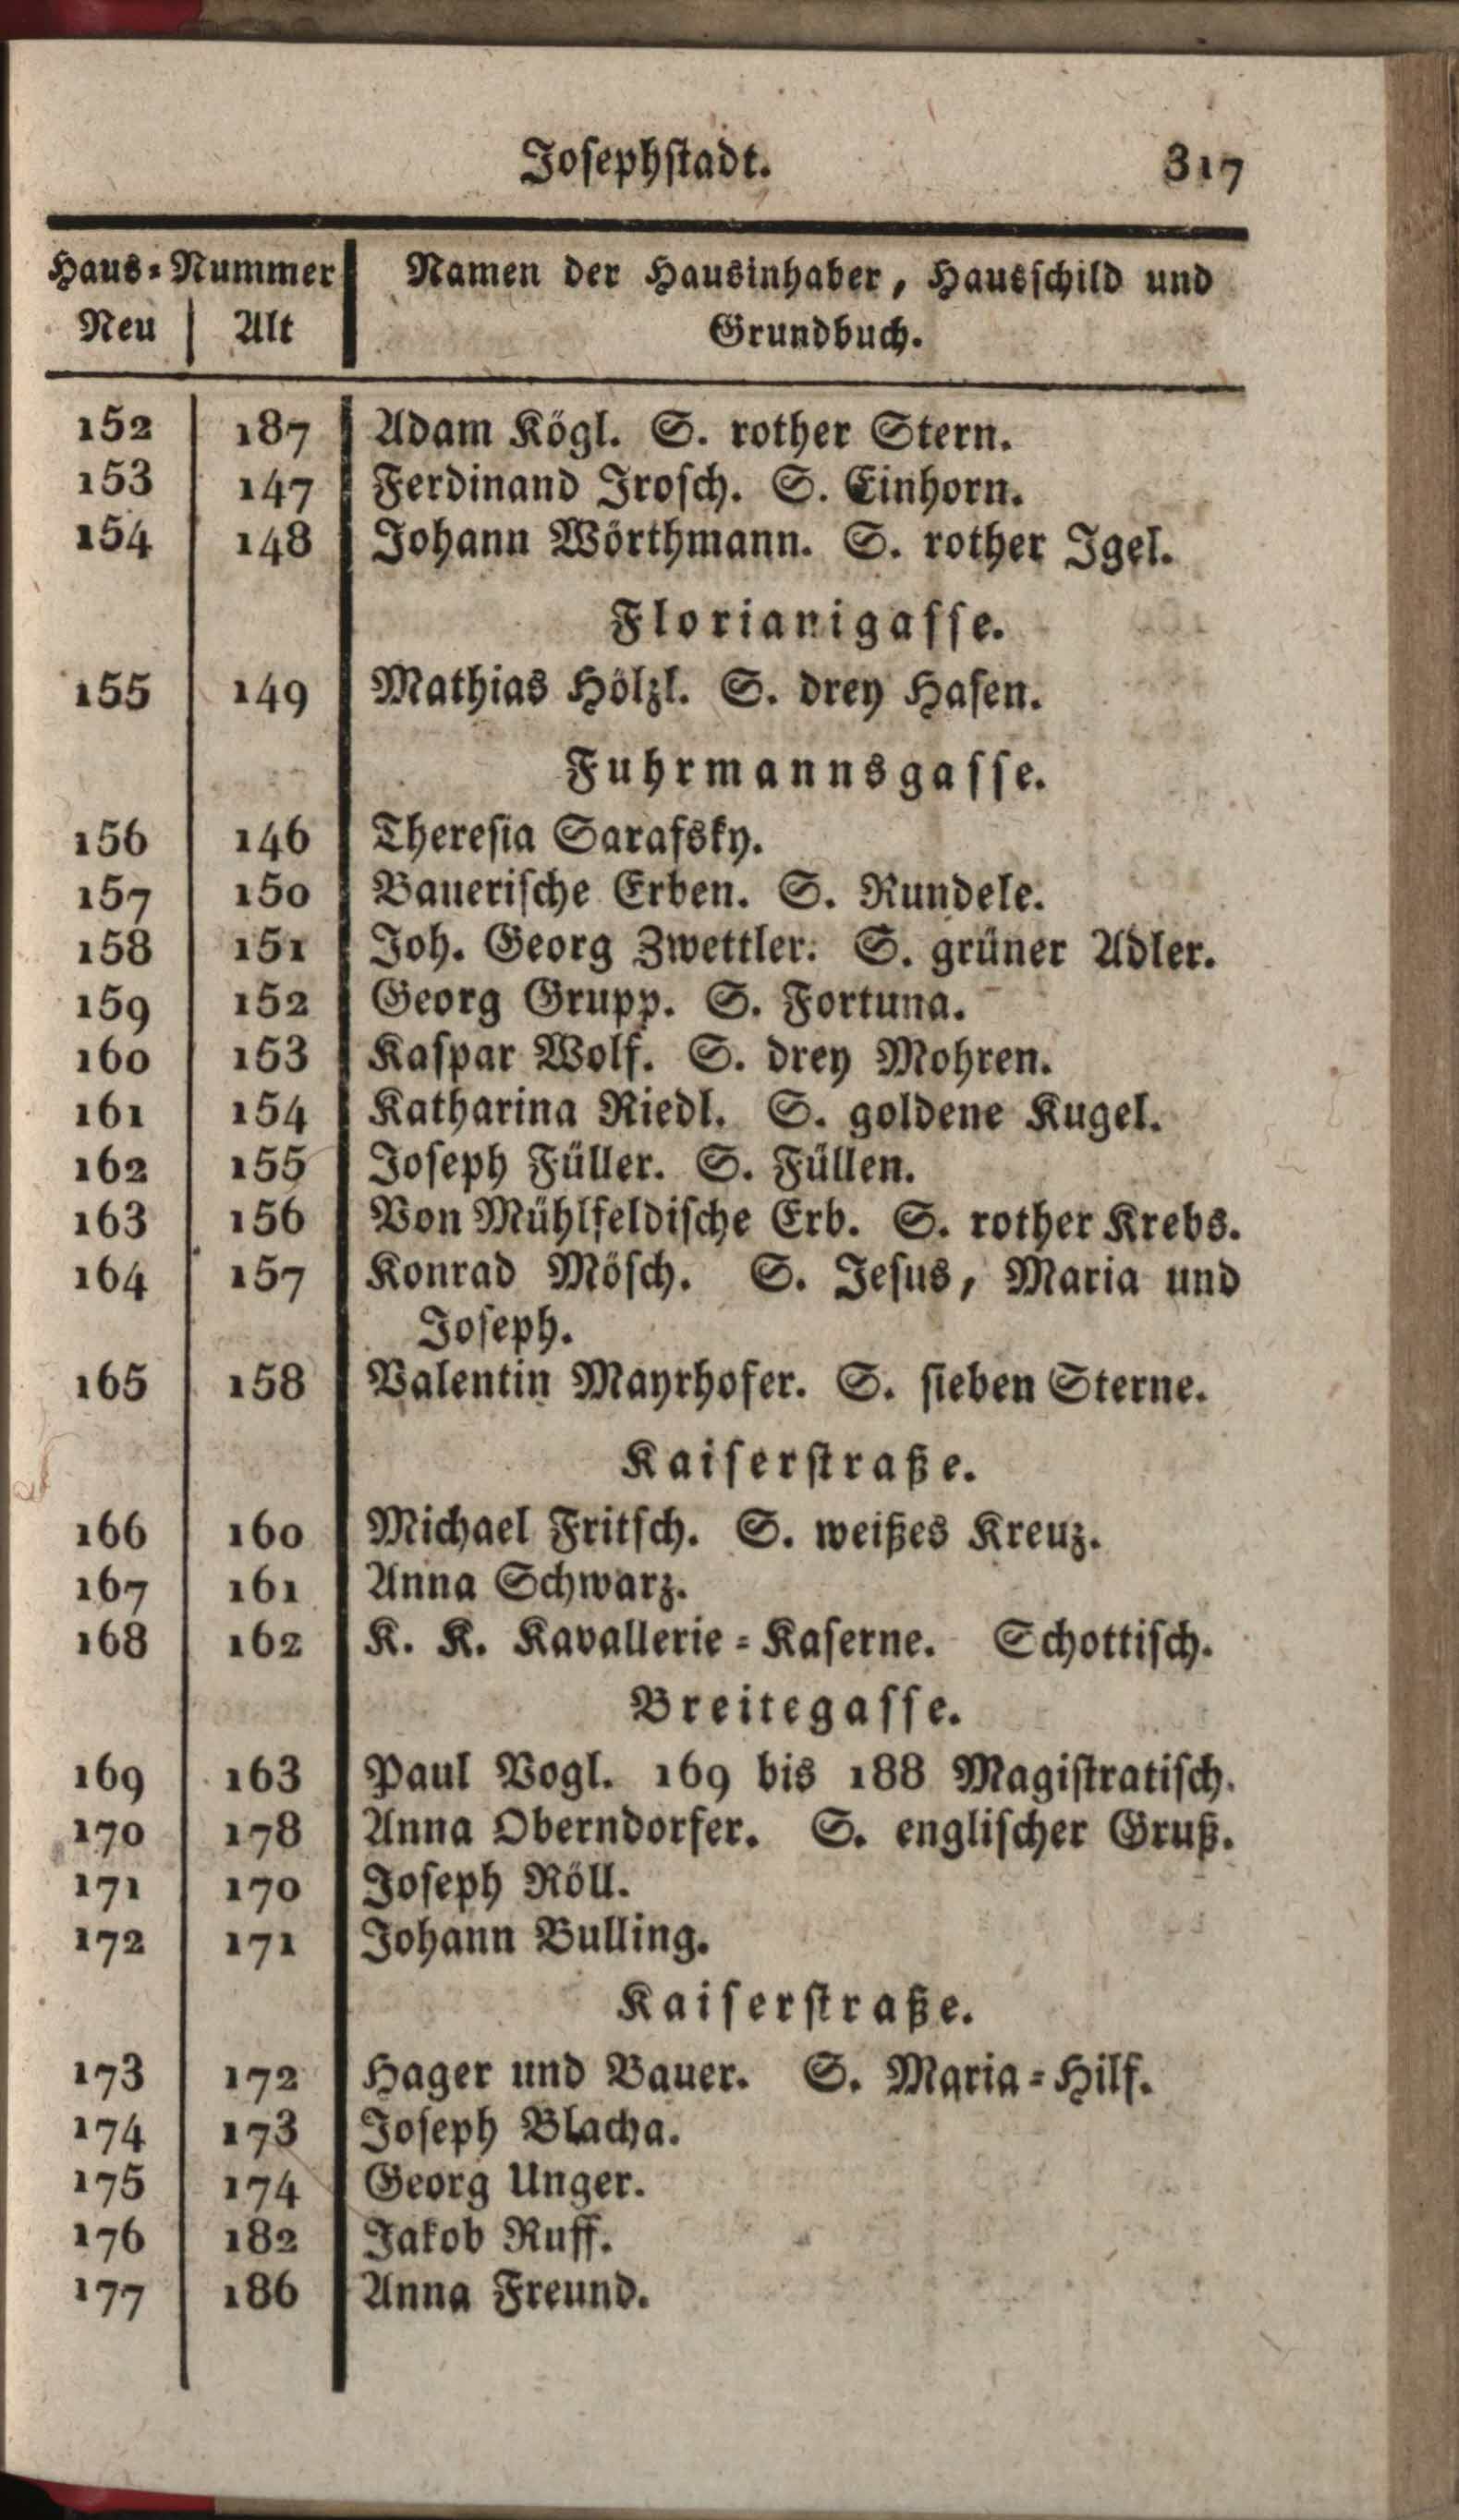 Josephstadt. 317
Haus-Nummer Namen der Hausinhaber, Hausschild und
Neu Alt Grundbuch.
152 187 Adam Kögl. S. rother Stern.
153 147 Ferdinand Irosch. S. Einhorn.
154 148 Johann Wörthmann. S. rother Igel.
Florianigasse.
155 149 Mathias Hölzl. S. drey Hasen.
Fuhrmannsgasse.
156 146 Theresia Sarafsky.
157 150 Bauerische Erben. S. Rundele.
158 151 Joh. Georg Zwettler. S. grüner Adler.
159 152 Georg Grupp. S. Fortuna.
160 153 Kaspar Wolf. S. drey Mohren.
161 154 Katharina Riedl. S. goldene Kugel.
162 155 Joseph Füller. S. Füllen.
163 156 Von Mühlfeldische Erb. S. rother Krebs.
164 157 Konrad Mösch. S. Jesus, Maria und
Joseph.
165 158 Valentin Mayrhofer. S. sieben Sterne.
Kaiserstraße.
166 160 Michael Fritsch. S. weißes Kreuz.
167 161 Anna Schwarz.
168 162 K. K. Kavallerie-Kaserne. Schottisch.
Breitegasse.
169 163 Paul Vogl. 169 bis 188 Magistratisch.
170 178 Anna Oberndorfer. S. englischer Gruß.
171 170 Joseph Röll.
172 171 Johann Bulling.
Kaiserstraße.
173 172 Hager und Bauer. S. Maria-Hilf.
174 173 Joseph Blacha.
175 174 Georg Unger.
176 182 Jakob Ruff.
177 186 Anna Freund.